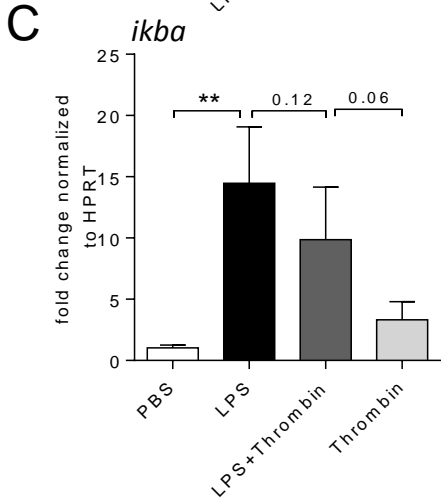 C
ikba
fold change normalized
to HPRT
25
20
15
10
5
0
**
0.12
0.06
PBS
LPS
LPS+Thrombin
Thrombin